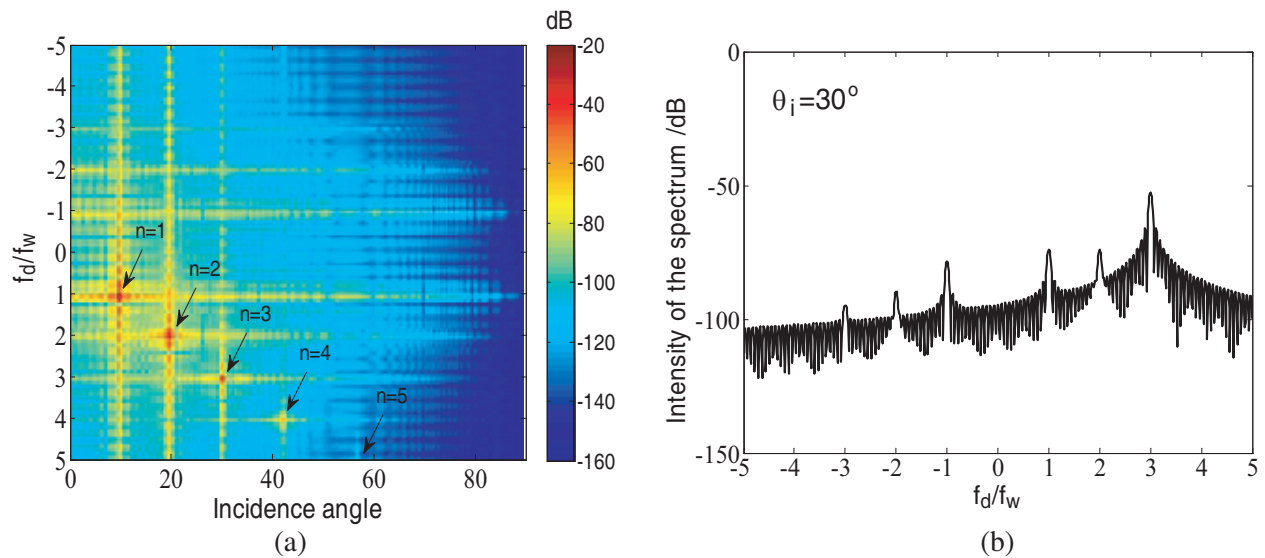 dB
-5
-4
-3
-2
-1
0
1
2
3
4
5
f_d/f_w
n=1
n=2
n=3
n=4
n=5
0 20 40 60 80
Incidence angle
-20
-40
-60
-80
-100
-120
-140
-160
(a)
0
-50
-100
-150
Intensity of the spectrum /dB
θ_i=30°
-5 -4 -3 -2 -1 0 1 2 3 4 5
f_d/f_w
(b)